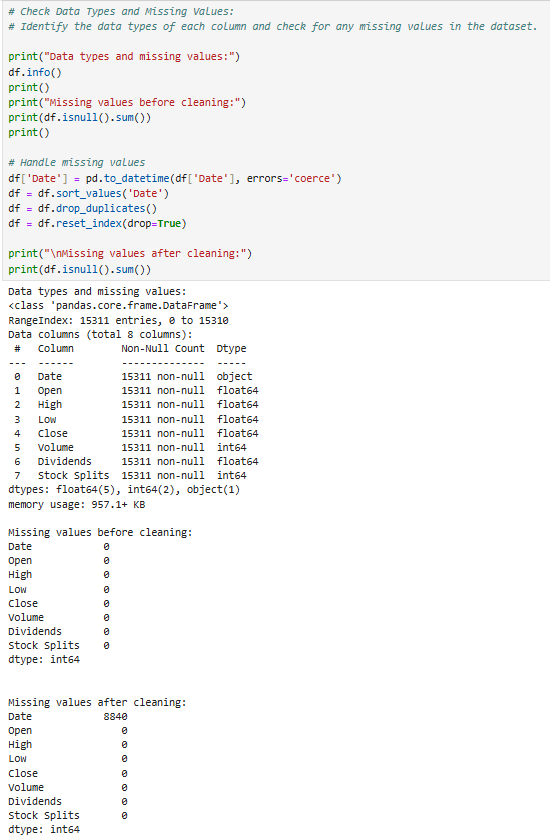 # Check Data Types and Missing Values:
# Identify the data types of each column and check for any missing values in the dataset.
print("Data types and missing values:")
df.info()
print()
print("Missing values before cleaning:")
print(df.isnull().sum())
print()
# Handle missing values
df['Date'] = pd.to_datetime(df['Date'], errors='coerce')
df = df.sort_values('Date')
df = df.drop_duplicates()
df = df.reset_index(drop=True)
print("\nMissing values after cleaning:")
print(df.isnull().sum())
Data types and missing values:
<class 'pandas.core.frame.DataFrame'>
RangeIndex: 15311 entries, 0 to 15310
Data columns (total 8 columns):
 #   Column        Non-Null Count  Dtype
---  ------        --------------  -----
 0   Date          15311 non-null  object
 1   Open          15311 non-null  float64
 2   High          15311 non-null  float64
 3   Low           15311 non-null  float64
 4   Close         15311 non-null  float64
 5   Volume        15311 non-null  int64
 6   Dividends     15311 non-null  float64
 7   Stock Splits  15311 non-null  int64
dtypes: float64(5), int64(2), object(1)
memory usage: 957.1+ KB
Missing values before cleaning:
Date            0
Open            0
High            0
Low             0
Close           0
Volume          0
Dividends       0
Stock Splits    0
dtype: int64
Missing values after cleaning:
Date            8840
Open               0
High               0
Low                0
Close              0
Volume             0
Dividends          0
Stock Splits       0
dtype: int64